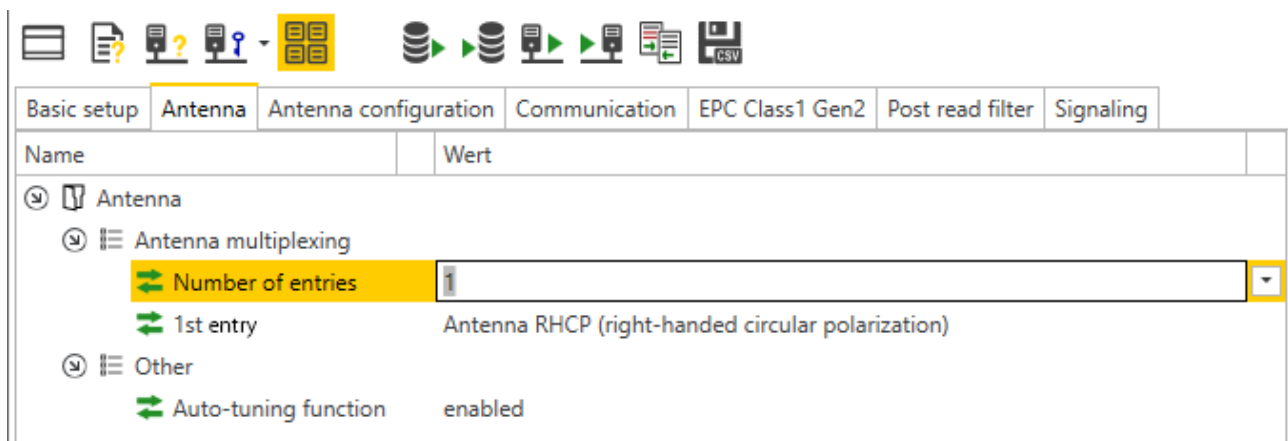 ? ? CSV
Basic setup Antenna Antenna configuration Communication EPC Class1 Gen2 Post read filter Signaling
Name Wert
Antenna
Antenna multiplexing
Number of entries 1
1st entry Antenna RHCP (right-handed circular polarization)
Other
Auto-tuning function enabled